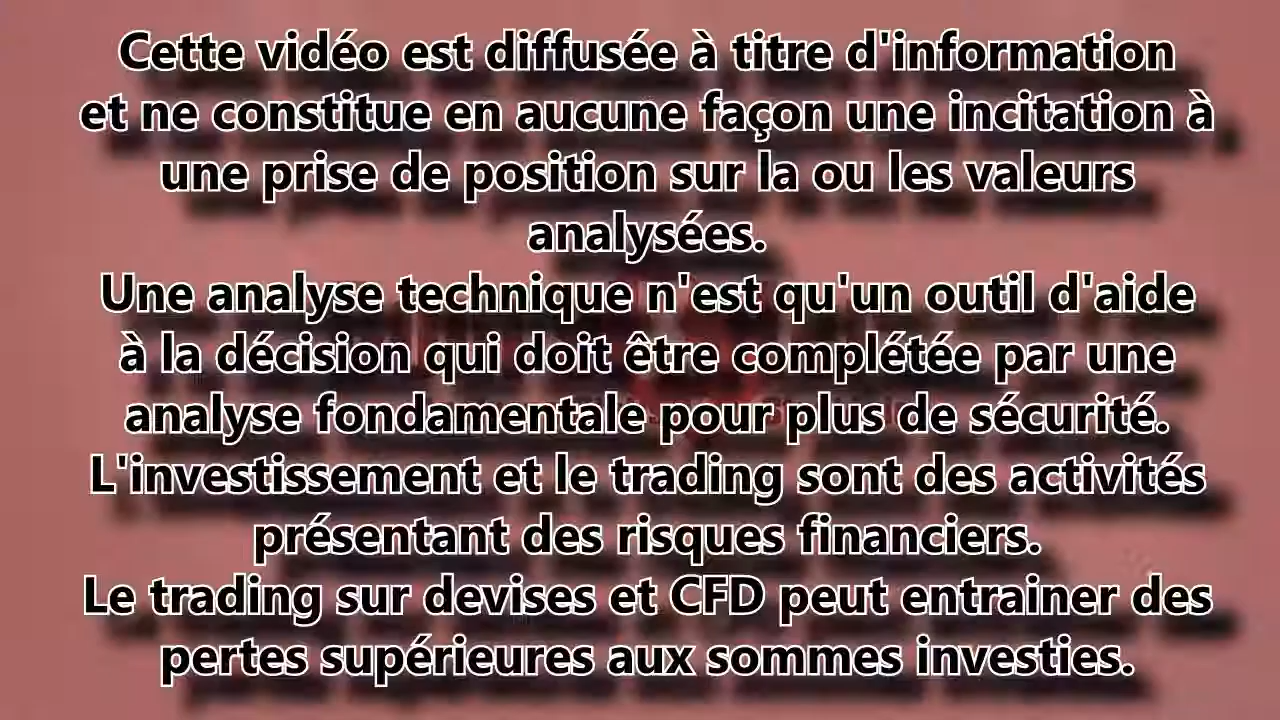 Cette vidéo est diffusée à titre d'information
et ne constitue en aucune façon une incitation à
une prise de position sur la ou les valeurs
analysées.
Une analyse technique n'est qu'un outil d'aide
à la décision qui doit être complétée par une
analyse fondamentale pour plus de sécurité.
L'investissement et le trading sont des activités
présentant des risques financiers.
Le trading sur devises et CFD peut entrainer des
pertes supérieures aux sommes investies.